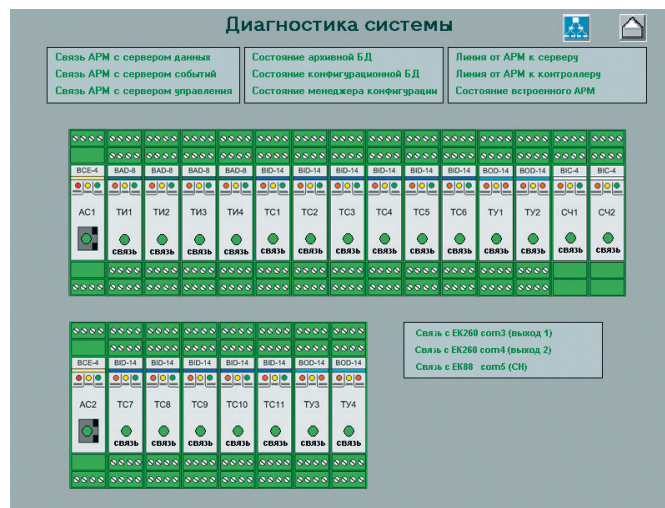 Диагностика системы
Связь АРМ с сервером данных
Связь АРМ с сервером событий
Связь АРМ с сервером управления
Состояние архивной БД
Состояние конфигурационной БД
Состояние менеджера конфигурации
Линия от АРМ к серверу
Линия от АРМ к контроллеру
Состояние встроенного АРМ
BCE-4 BAD-8 BAD-8 BAD-8 BAD-8 BID-14 BID-14 BID-14 BID-14 BID-14 BID-14 BOD-14 BOD-14 BIC-4 BIC-4
АС1 ТИ1 ТИ2 ТИ3 ТИ4 ТС1 ТС2 ТС3 ТС4 ТС5 ТС6 ТУ1 ТУ2 СЧ1 СЧ2
связь связь связь связь связь связь связь связь связь связь связь связь связь связь
Связь с ЕК260 com3 (выход 1)
Связь с ЕК260 com4 (выход 2)
Связь с ЕК88 com5 (СН)
BCE-4 BID-14 BID-14 BID-14 BID-14 BID-14 BOD-14 BOD-14
АС2 ТС7 ТС8 ТС9 ТС10 ТС11 ТУ3 ТУ4
связь связь связь связь связь связь связь